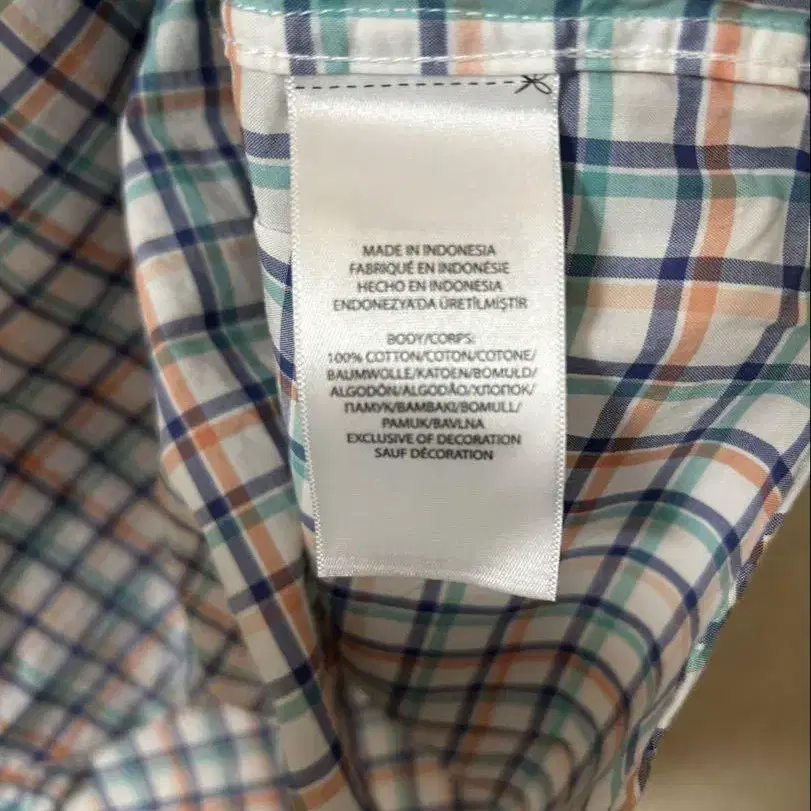 MADE IN INDONESIA
FABRIQUÉ EN INDONÉSIE
HECHO EN INDONESIA
ENDONEZYA'DA ÜRETİLMİŞTİR
BODY/CORPS:
100% COTTON/COTON/COTONE/
BAUMWOLLE/KATOEN/BOMULD/
ALGODÓN/ALGODÃO/ХЛОПОК/
ПАМУК/BAMBAKI/BOMULL/
PAMUK/BAVLNA
EXCLUSIVE OF DECORATION
SAUF DÉCORATION